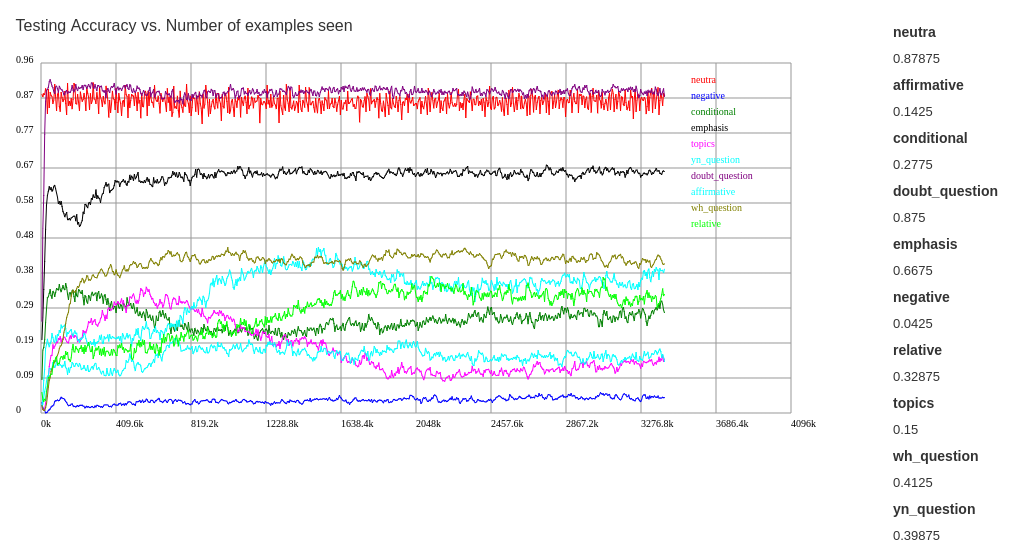 Testing Accuracy vs. Number of examples seen
0.96
0.87
0.77
0.67
0.58
0.48
0.38
0.29
0.19
0.09
0
0k
409.6k
819.2k
1228.8k
1638.4k
2048k
2457.6k
2867.2k
3276.8k
3686.4k
4096k
neutra
negative
conditional
emphasis
topics
yn_question
doubt_question
affirmative
wh_question
relative
neutra
0.87875
affirmative
0.1425
conditional
0.2775
doubt_question
0.875
emphasis
0.6675
negative
0.0425
relative
0.32875
topics
0.15
wh_question
0.4125
yn_question
0.39875